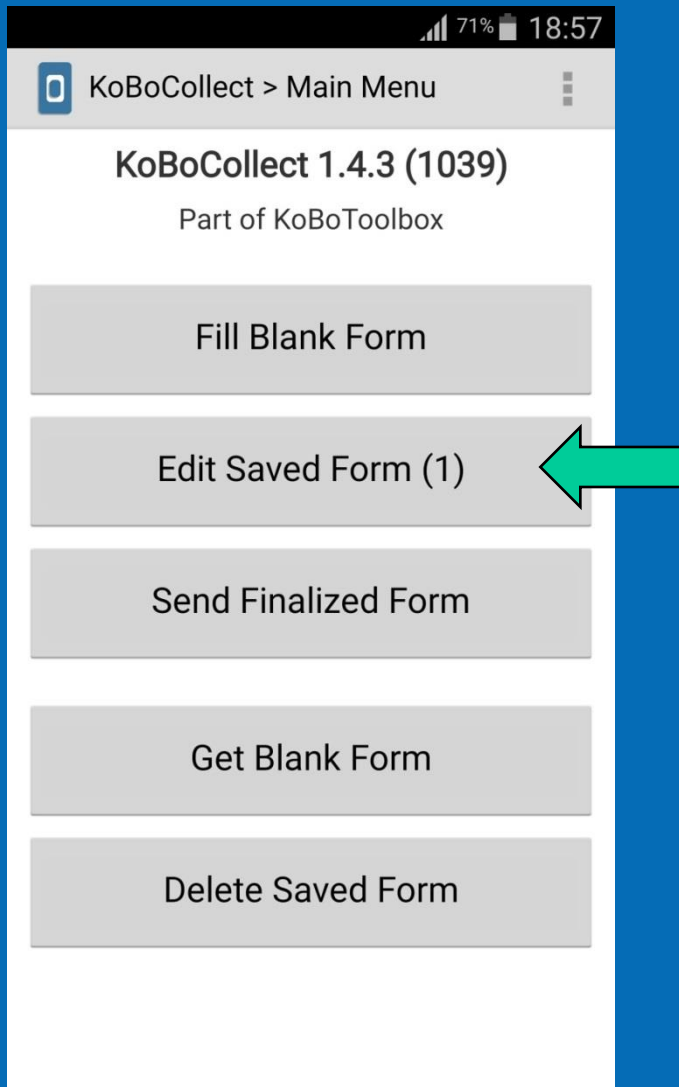 71% 18:57
KoBoCollect > Main Menu
KoBoCollect 1.4.3 (1039)
Part of KoBoToolbox
Fill Blank Form
Edit Saved Form (1)
Send Finalized Form
Get Blank Form
Delete Saved Form